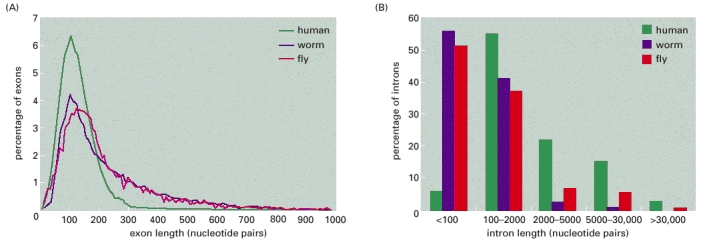 (A)
7
6
5
4
3
2
1
0
percentage of exons
human
worm
fly
100 200 300 400 500 600 700 800 900 1000
exon length (nucleotide pairs)
(B)
60
50
40
30
20
10
0
percentage of introns
human
worm
fly
<100 100–2000 2000–5000 5000–30,000 >30,000
intron length (nucleotide pairs)